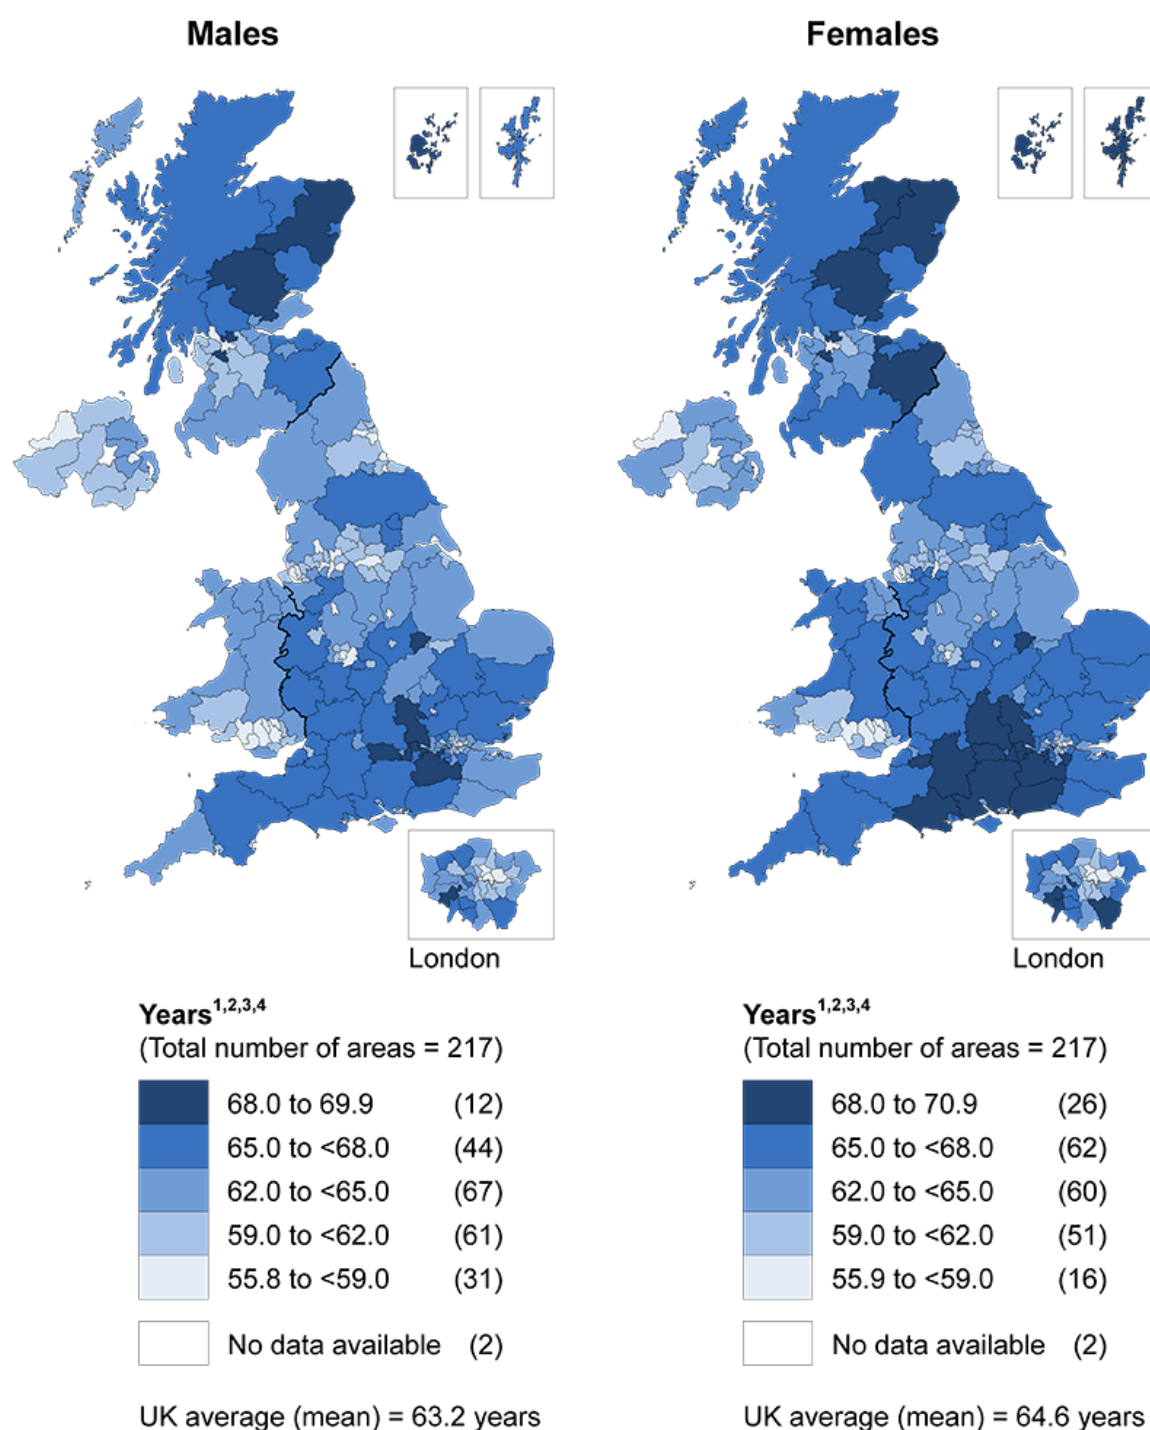 Males
Females
London
London
Years1,2,3,4
(Total number of areas = 217)
68.0 to 69.9 (12)
65.0 to <68.0 (44)
62.0 to <65.0 (67)
59.0 to <62.0 (61)
55.8 to <59.0 (31)
No data available (2)
UK average (mean) = 63.2 years
Years1,2,3,4
(Total number of areas = 217)
68.0 to 70.9 (26)
65.0 to <68.0 (62)
62.0 to <65.0 (60)
59.0 to <62.0 (51)
55.9 to <59.0 (16)
No data available (2)
UK average (mean) = 64.6 years